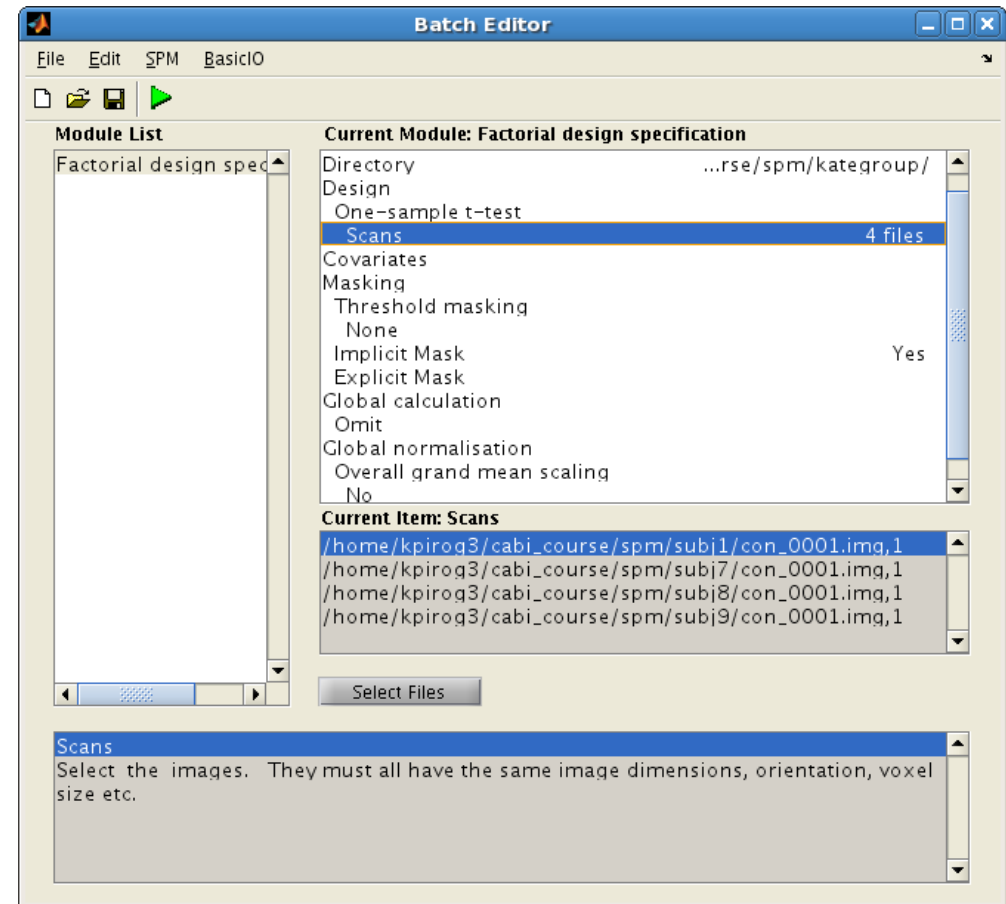 Batch Editor
File Edit SPM BasicIO
Module List
Factorial design spec
Current Module: Factorial design specification
Directory ...rse/spm/kategroup/
Design
One-sample t-test
Scans 4 files
Covariates
Masking
Threshold masking
None
Implicit Mask Yes
Explicit Mask
Global calculation
Omit
Global normalisation
Overall grand mean scaling
No
Current Item: Scans
/home/kpirog3/cabi_course/spm/subj1/con_0001.img,1
/home/kpirog3/cabi_course/spm/subj7/con_0001.img,1
/home/kpirog3/cabi_course/spm/subj8/con_0001.img,1
/home/kpirog3/cabi_course/spm/subj9/con_0001.img,1
Select Files
Scans
Select the images. They must all have the same image dimensions, orientation, voxel
size etc.